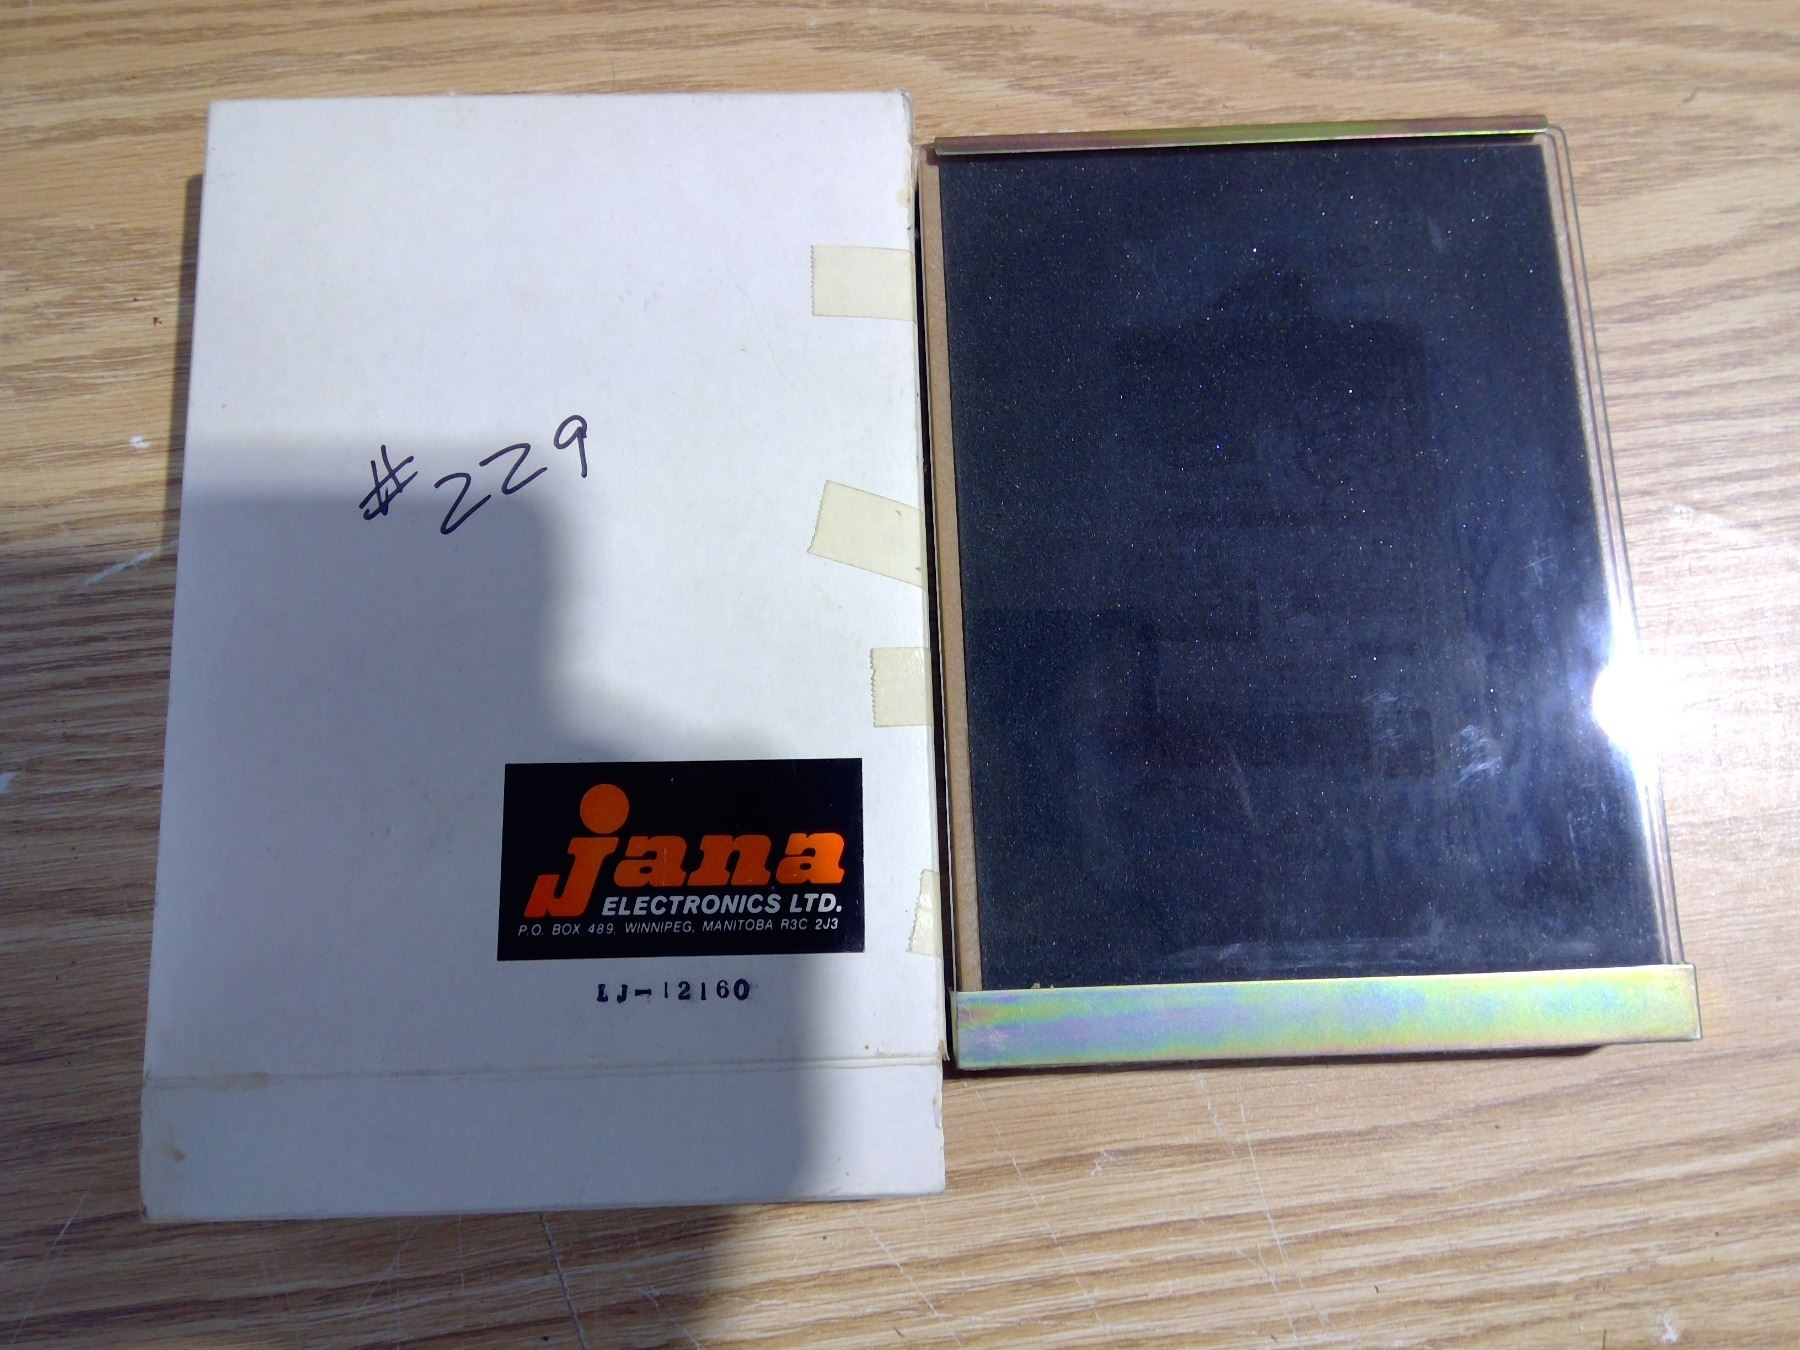 #229
jana
ELECTRONICS LTD.
P.O. BOX 489, WINNIPEG, MANITOBA R3C 2J3
LJ-12160